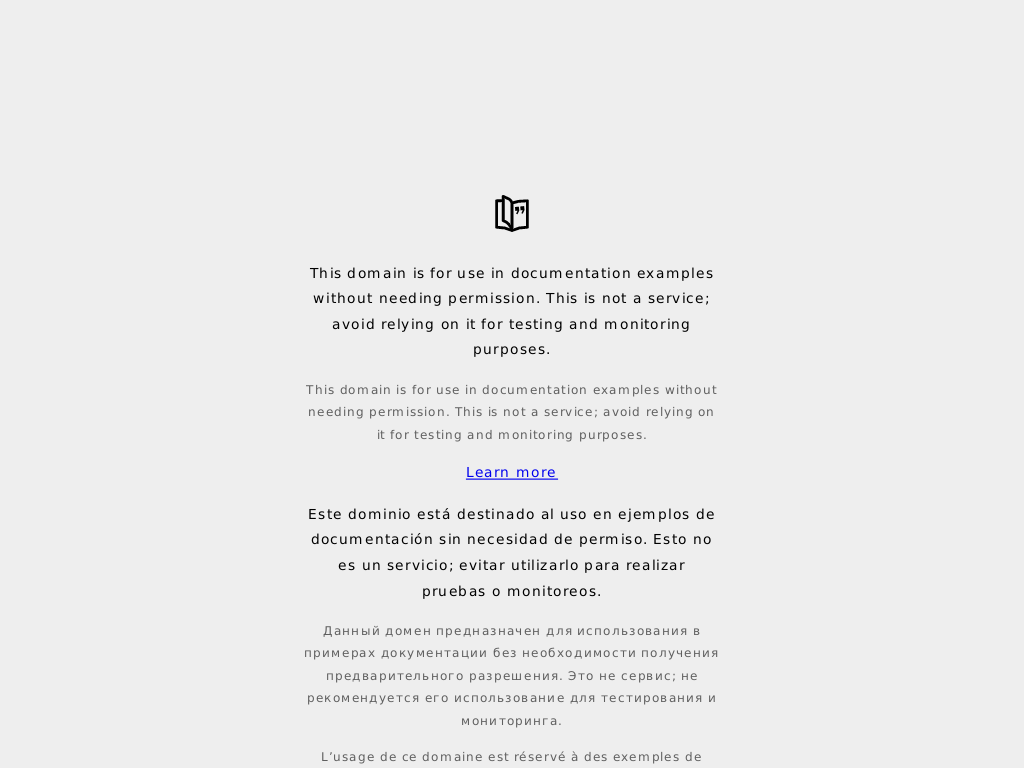 This domain is for use in documentation examples
without needing permission. This is not a service;
avoid relying on it for testing and monitoring
purposes.
This domain is for use in documentation examples without
needing permission. This is not a service; avoid relying on
it for testing and monitoring purposes.
Learn more
Este dominio está destinado al uso en ejemplos de
documentación sin necesidad de permiso. Esto no
es un servicio; evitar utilizarlo para realizar
pruebas o monitoreos.
Данный домен предназначен для использования в
примерах документации без необходимости получения
предварительного разрешения. Это не сервис; не
рекомендуется его использование для тестирования и
мониторинга.
L’usage de ce domaine est réservé à des exemples de